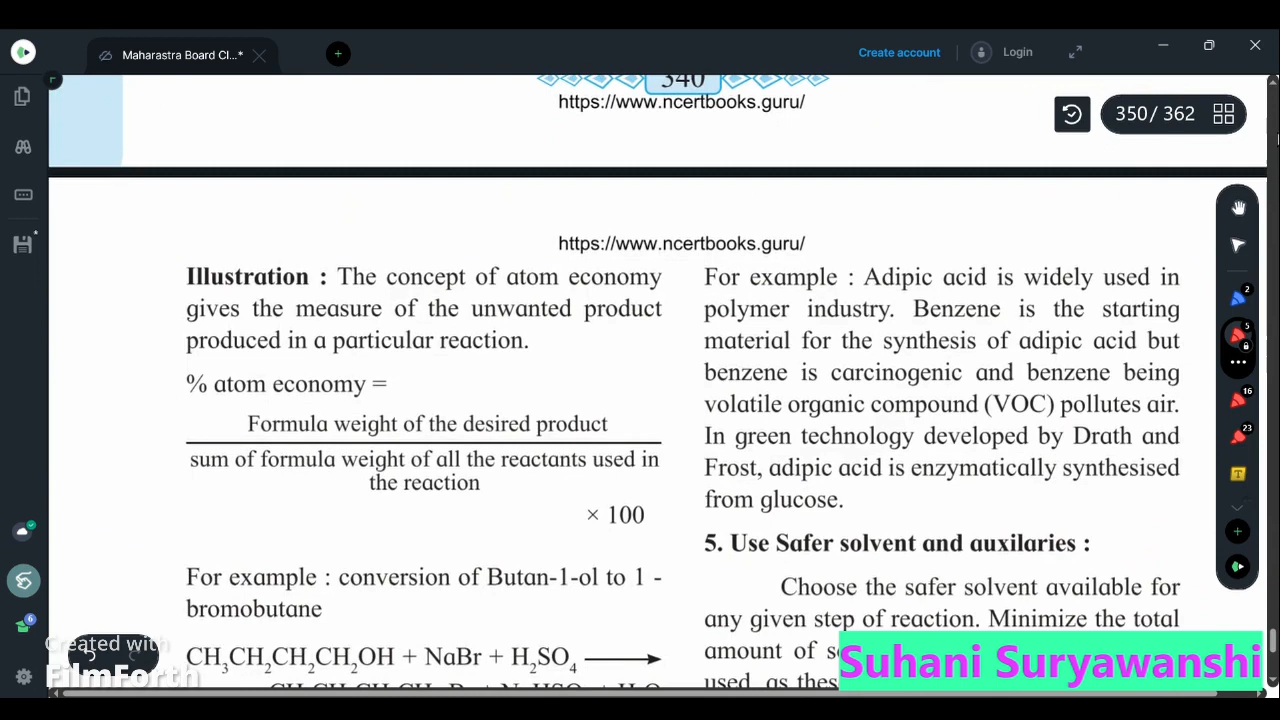 Maharastra Board Cl...*
Create account
Login
340
https://www.ncertbooks.guru/
350/ 362
https://www.ncertbooks.guru/
Illustration : The concept of atom economy
gives the measure of the unwanted product
produced in a particular reaction.
% atom economy =
Formula weight of the desired product
sum of formula weight of all the reactants used in
the reaction
× 100
For example : conversion of Butan-1-ol to 1 -
bromobutane
CH₃CH₂CH₂CH₂OH + NaBr + H₂SO₄ ⟶
For example : Adipic acid is widely used in
polymer industry. Benzene is the starting
material for the synthesis of adipic acid but
benzene is carcinogenic and benzene being
volatile organic compound (VOC) pollutes air.
In green technology developed by Drath and
Frost, adipic acid is enzymatically synthesised
from glucose.
5. Use Safer solvent and auxilaries :
Choose the safer solvent available for
any given step of reaction. Minimize the total
amount of
used, as these
2
5
16
23
T
6
Created with
FilmForth
Suhani Suryawanshi